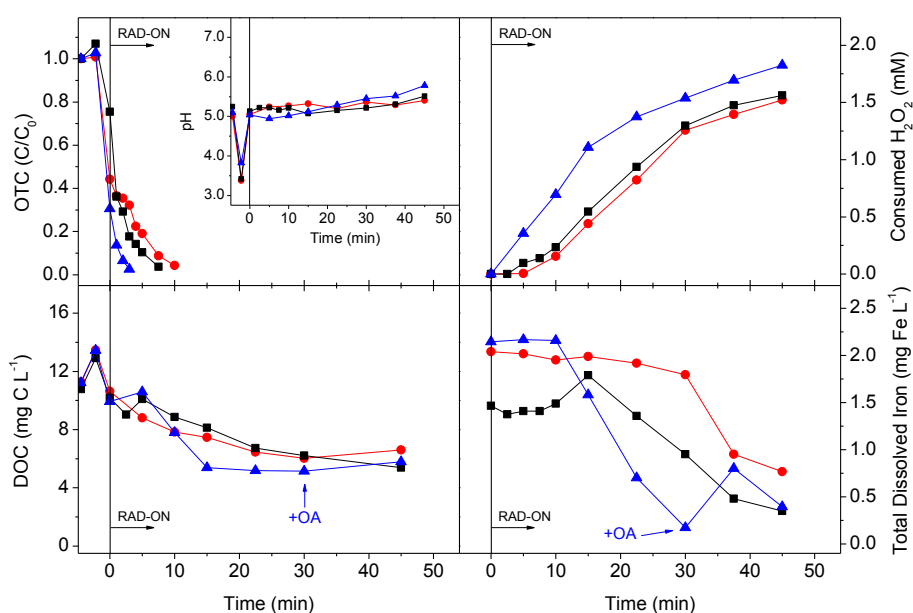 RAD-ON
1.0
0.8
0.6
0.4
0.2
0.0
OTC (C/C₀)
7.0
6.0
5.0
4.0
3.0
pH
0 10 20 30 40 50
Time (min)
RAD-ON
2.0
1.5
1.0
0.5
0.0
Consumed H₂O₂ (mM)
16
12
8
4
0
DOC (mg C L⁻¹)
+OA
RAD-ON
0 10 20 30 40 50
Time (min)
2.5
2.0
1.5
1.0
0.5
0.0
Total Dissolved Iron (mg Fe L⁻¹)
+OA
RAD-ON
0 10 20 30 40 50
Time (min)